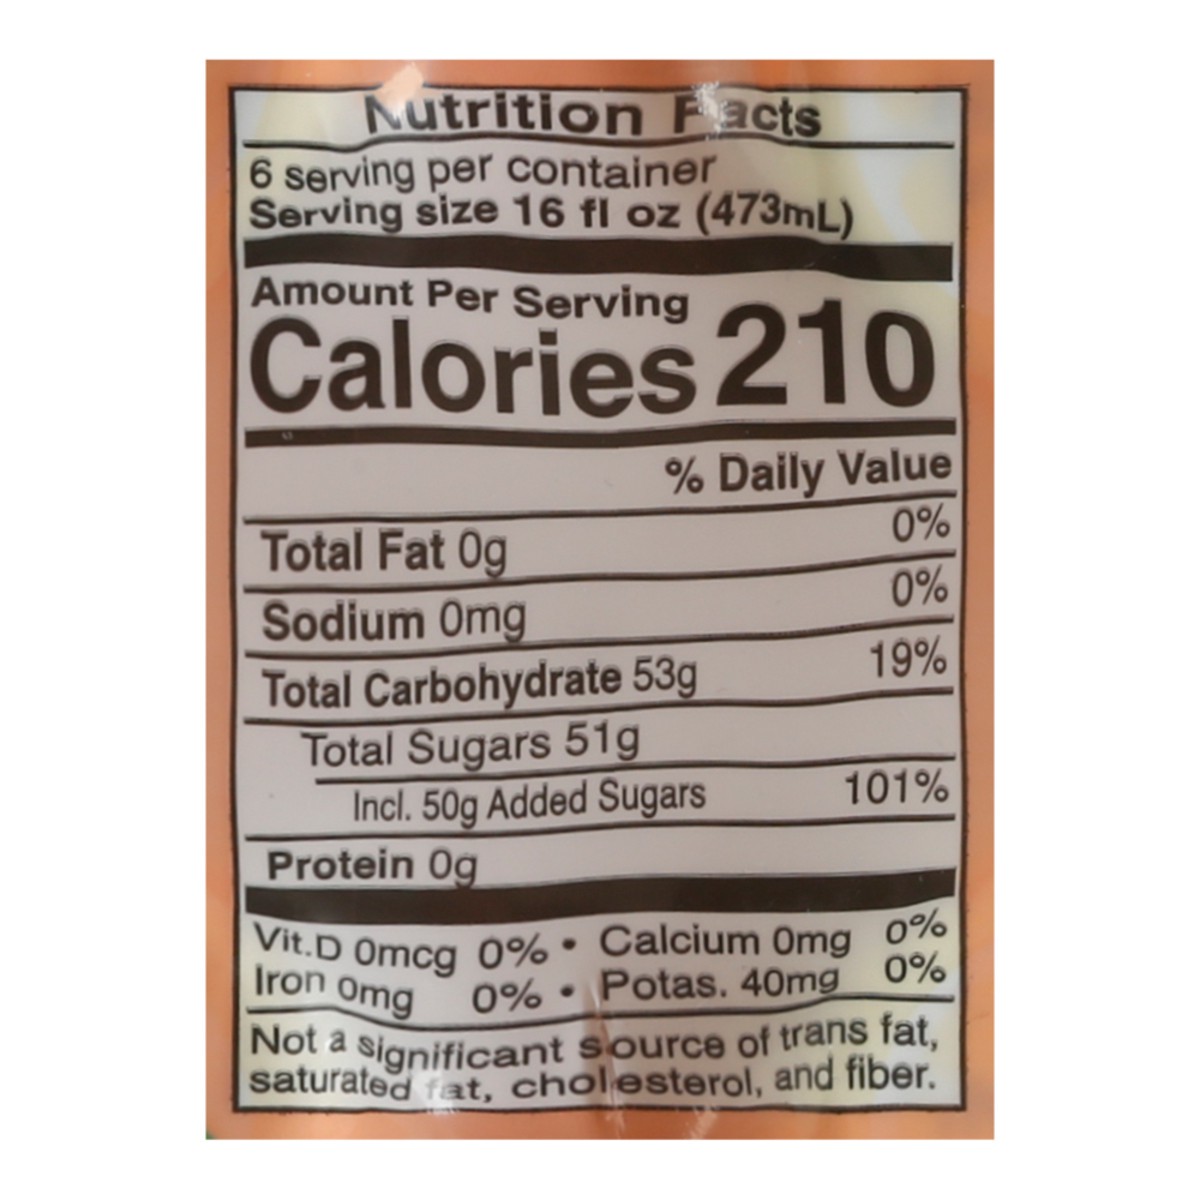 Nutrition Facts
6 serving per container
Serving size 16 fl oz (473mL)
Amount Per Serving
Calories 210
% Daily Value
Total Fat 0g 0%
Sodium 0mg 0%
Total Carbohydrate 53g 19%
Total Sugars 51g
Incl. 50g Added Sugars 101%
Protein 0g
Vit.D 0mcg 0% • Calcium 0mg 0%
Iron 0mg 0% • Potas. 40mg 0%
Not a significant source of trans fat,
saturated fat, cholesterol, and fiber.